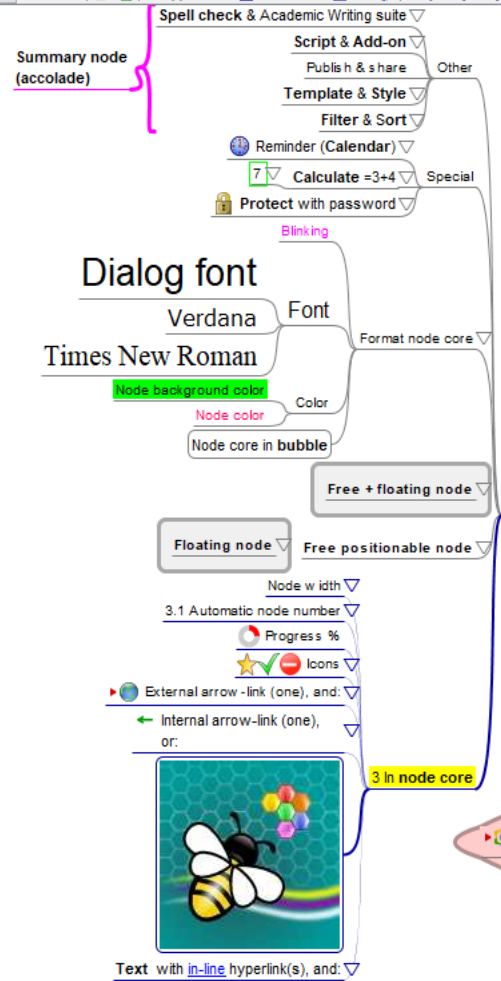 Spell check & Academic Writing suite
Summary node
(accolade)
Script & Add-on
Publish & share
Other
Template & Style
Filter & Sort
Reminder (Calendar)
7
Calculate =3+4
Special
Protect with password
Blinking
Dialog font
Verdana
Font
Times New Roman
Format node core
Node background color
Color
Node color
Node core in bubble
Free + floating node
Floating node
Free positionable node
Node width
3.1 Automatic node number
Progress %
Icons
External arrow-link (one), and:
Internal arrow-link (one),
or:
3 In node core
Text with in-line hyperlink(s), and: